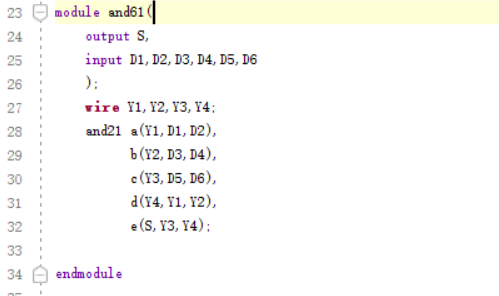 23 module and61(
24 output S,
25 input D1,D2,D3,D4,D5,D6
26 );
27 wire Y1,Y2,Y3,Y4;
28 and21 a(Y1,D1,D2),
29 b(Y2,D3,D4),
30 c(Y3,D5,D6),
31 d(Y4,Y1,Y2),
32 e(S,Y3,Y4);
33
34 endmodule